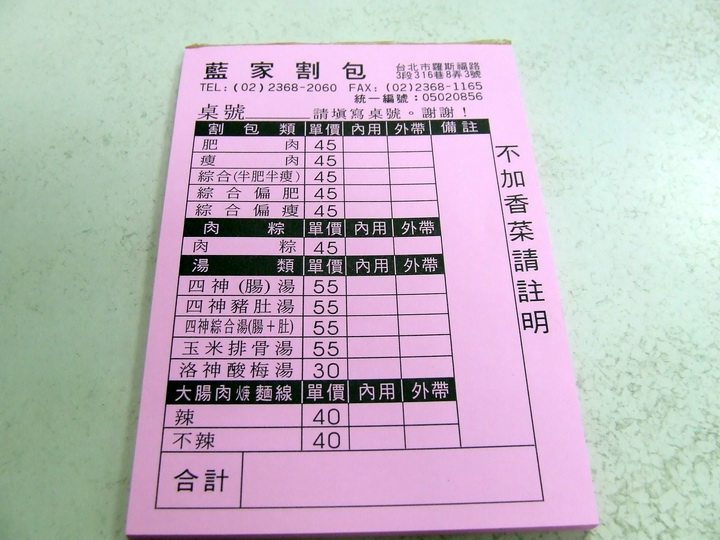 藍家割包
台北市羅斯福路
3段316巷8弄3號
TEL:(02)2368-2060 FAX:(02)2368-1165
統一編號：05020856
桌號______請填寫桌號。謝謝！
割包類 單價 內用 外帶 備註
肥肉 45
瘦肉 45
綜合(半肥半瘦) 45
綜合偏肥 45
綜合偏瘦 45
肉粽 單價 內用 外帶
肉粽 45
湯類 單價 內用 外帶
四神(腸)湯 55
四神豬肚湯 55
四神綜合湯(腸＋肚) 55
玉米排骨湯 55
洛神酸梅湯 30
大腸肉焿麵線 單價 內用 外帶
辣 40
不辣 40
合計
不加香菜請註明